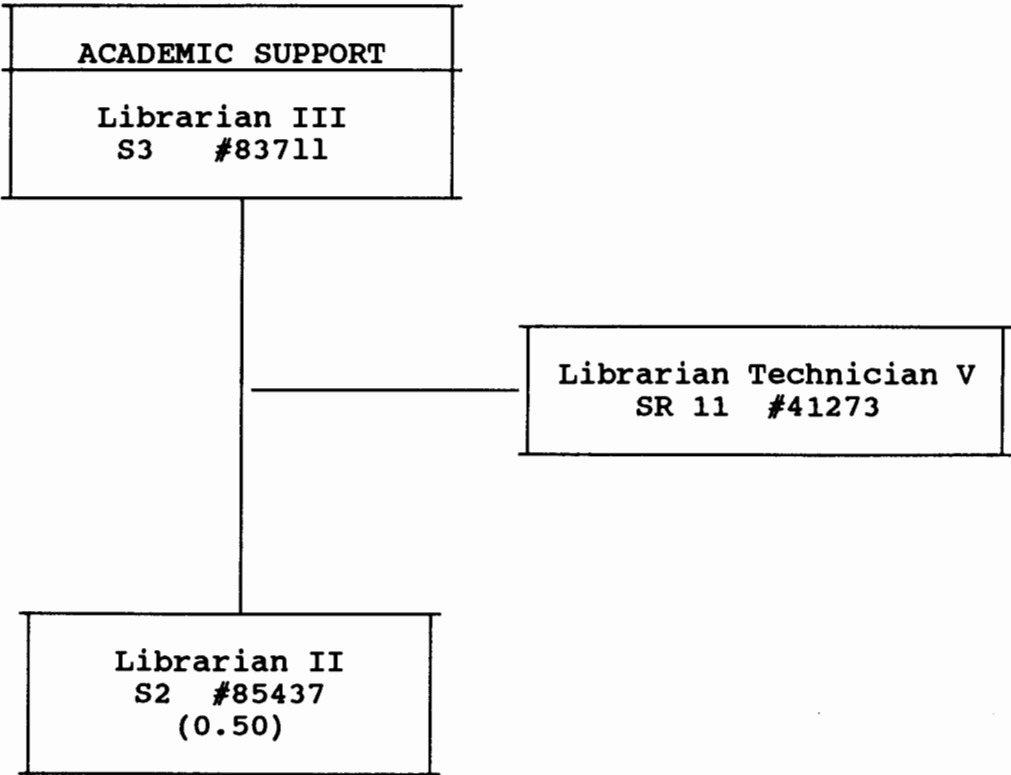 ACADEMIC SUPPORT
Librarian III
S3 #83711
Librarian Technician V
SR 11 #41273
Librarian II
S2 #85437
(0.50)